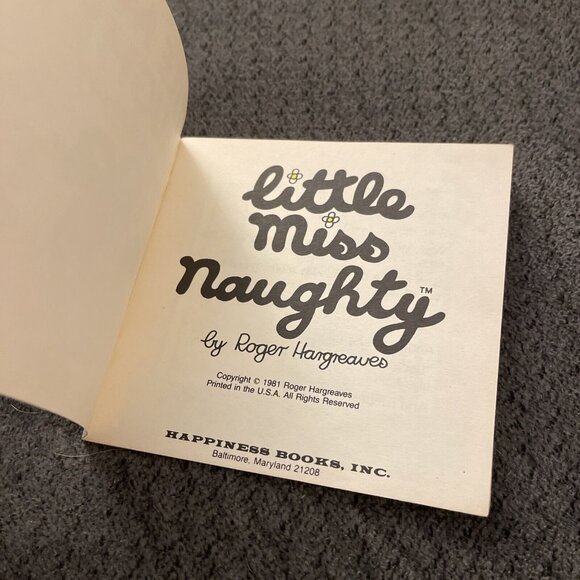 little
miss
naughty™
by Roger Hargreaves
Copyright © 1981 Roger Hargreaves
Printed in the U.S.A. All Rights Reserved
HAPPINESS BOOKS, INC.
Baltimore, Maryland 21208